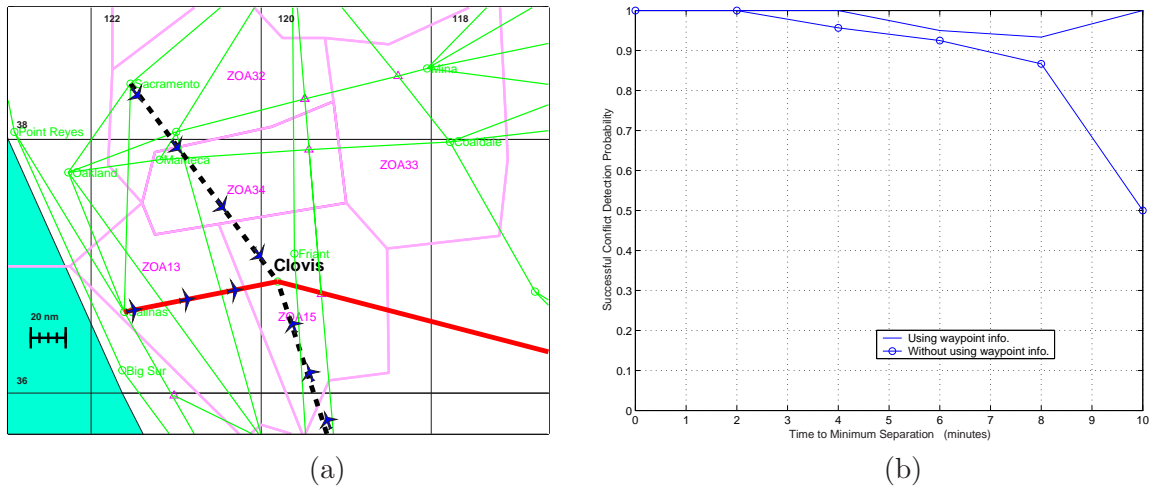 122
120
118
Sacramento
ZOA32
Mina
Point Reyes
38
Manteca
Coaldale
Oakland
ZOA33
ZOA34
Friant
ZOA13
Clovis
Salinas
ZOA15
20 nm
Big Sur
36
(a)
Successful Conflict Detection Probability
1
0.9
0.8
0.7
0.6
0.5
0.4
0.3
0.2
0.1
0
Using waypoint info.
Without using waypoint info.
0 1 2 3 4 5 6 7 8 9 10
Time to Minimum Separation (minutes)
(b)